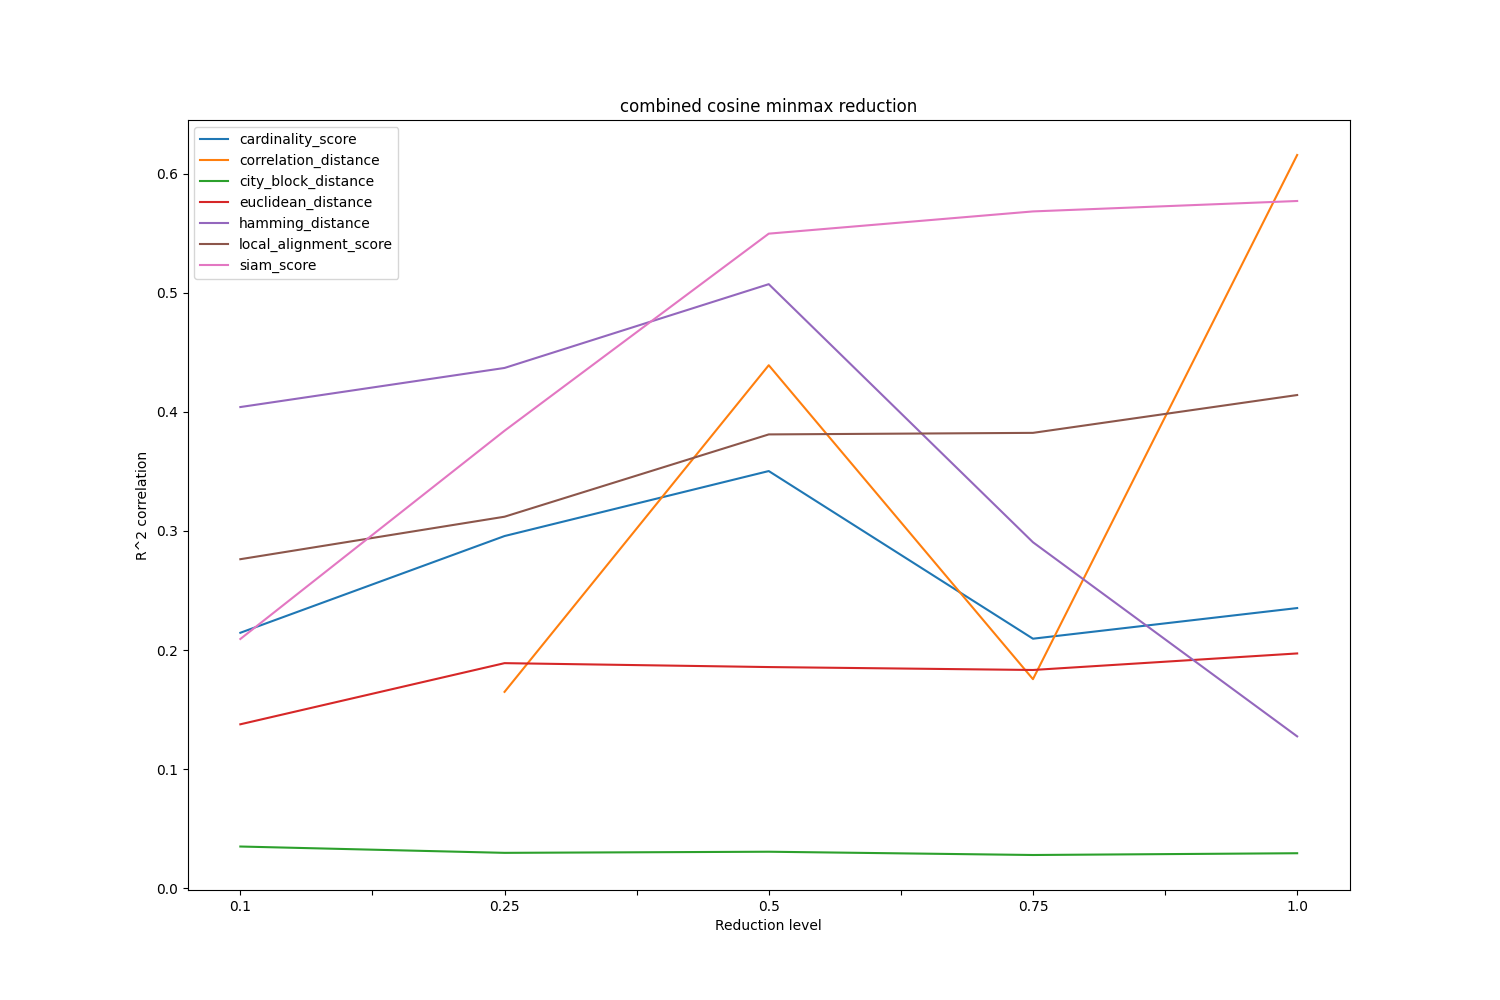 combined cosine minmax reduction
cardinality_score
correlation_distance
city_block_distance
euclidean_distance
hamming_distance
local_alignment_score
siam_score
R^2 correlation
0.6
0.5
0.4
0.3
0.2
0.1
0.0
0.1 0.25 0.5 0.75 1.0
Reduction level